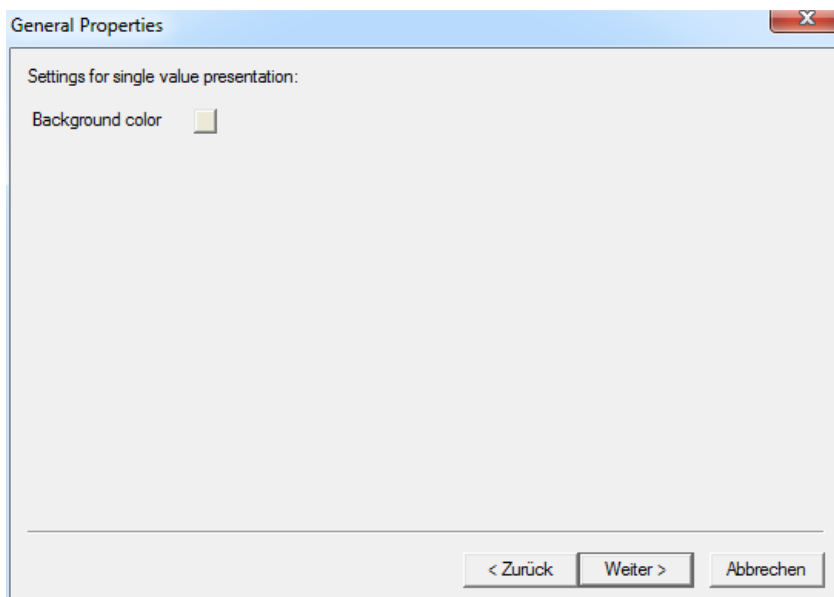 General Properties
Settings for single value presentation:
Background color
< Zurück Weiter > Abbrechen